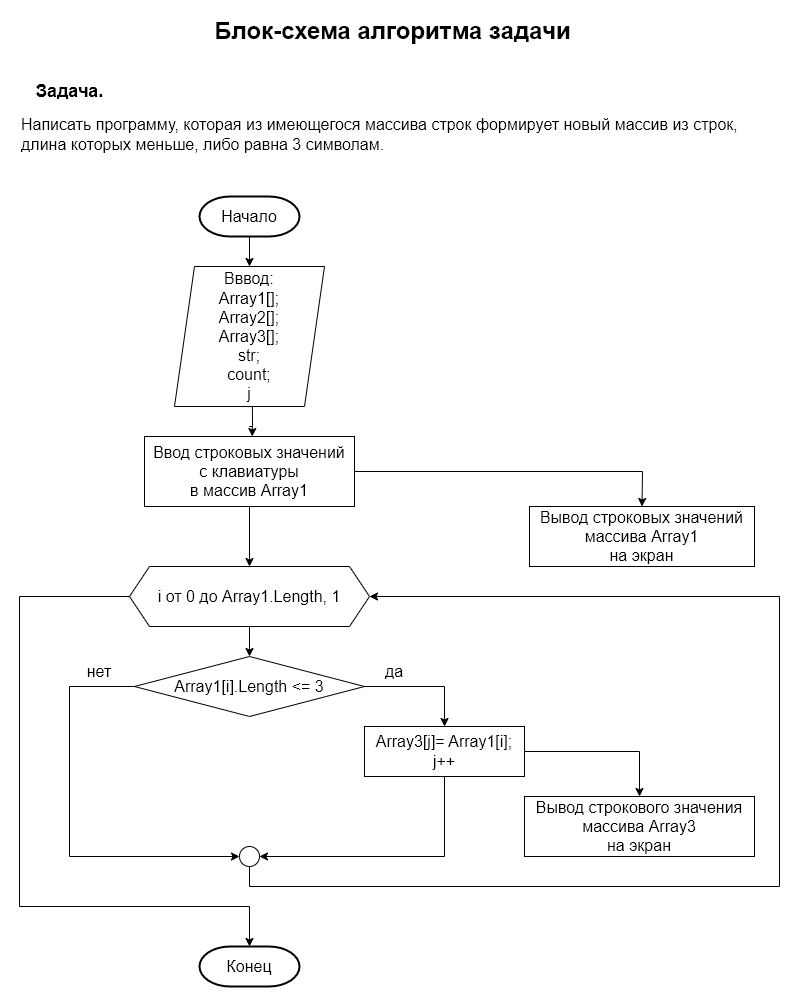 Блок-схема алгоритма задачи
Задача.
Написать программу, которая из имеющегося массива строк формирует новый массив из строк,
длина которых меньше, либо равна 3 символам.
Начало
Вввод:
Array1[];
Array2[];
Array3[];
str;
count;
j
Ввод строковых значений
с клавиатуры
в массив Array1
Вывод строковых значений
массива Array1
на экран
i от 0 до Array1.Length, 1
нет
да
Array1[i].Length <= 3
Array3[j]= Array1[i];
j++
Вывод строкового значения
массива Array3
на экран
Конец